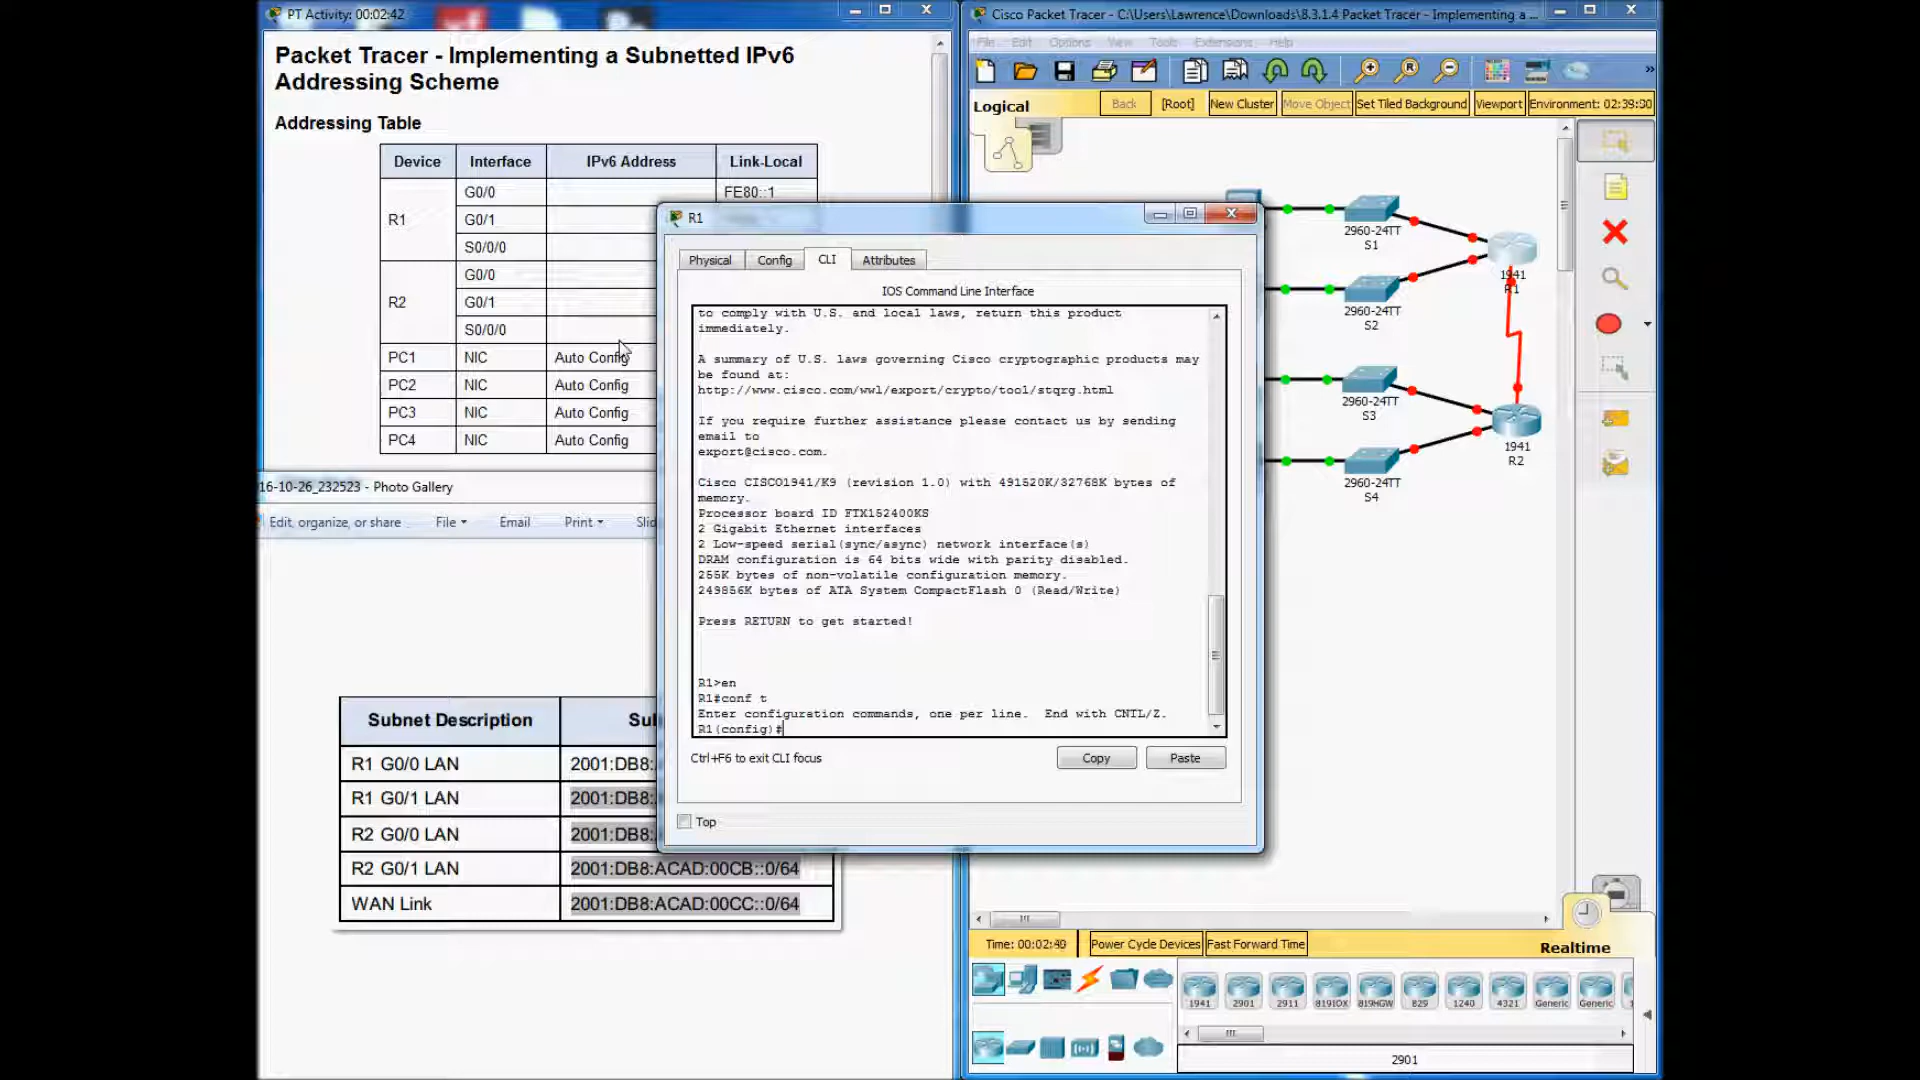 PT Activity: 00:02:42
Packet Tracer - Implementing a Subnetted IPv6
Addressing Scheme
Addressing Table
Device Interface IPv6 Address Link-Local
R1
G0/0 FE80::1
G0/1
S0/0/0
R2
G0/0
G0/1
S0/0/0
PC1 NIC Auto Config
PC2 NIC Auto Config
PC3 NIC Auto Config
PC4 NIC Auto Config
16-10-26_232523 - Photo Gallery
Edit, organize, or share File Email Print
Subnet Description
R1 G0/0 LAN 2001:DB8:
R1 G0/1 LAN 2001:DB8:
R2 G0/0 LAN 2001:DB8:
R2 G0/1 LAN 2001:DB8:ACAD:00CB::0/64
WAN Link 2001:DB8:ACAD:00CC::0/64
R1
Physical Config CLI Attributes
IOS Command Line Interface
to comply with U.S. and local laws, return this product
immediately.
A summary of U.S. laws governing Cisco cryptographic products may
be found at:
http://www.cisco.com/wwl/export/crypto/tool/stqrg.html
If you require further assistance please contact us by sending
email to
export@cisco.com.
Cisco CISCO1941/K9 (revision 1.0) with 491520K/32768K bytes of
memory.
Processor board ID FTX152400KS
2 Gigabit Ethernet interfaces
2 Low-speed serial(sync/async) network interface(s)
DRAM configuration is 64 bits wide with parity disabled.
255K bytes of non-volatile configuration memory.
249856K bytes of ATA System CompactFlash 0 (Read/Write)
Press RETURN to get started!
R1>en
R1#conf t
Enter configuration commands, one per line. End with CNTL/Z.
R1(config)#
Ctrl+F6 to exit CLI focus Copy Paste
Top
Cisco Packet Tracer - C:\Users\Lawrence\Downloads\8.3.1.4 Packet Tracer - Implementing a ...
File Edit Options View Tools Extensions Help
Logical Back [Root] New Cluster Move Object Set Tiled Background Viewport Environment: 02:39:30
2960-24TT
S1
1941
R1
2960-24TT
S2
2960-24TT
S3
1941
R2
2960-24TT
S4
Time: 00:02:49 Power Cycle Devices Fast Forward Time Realtime
1941 2901 2911 819IOX 819HGW 829 1240 4321 Generic Generic
2901